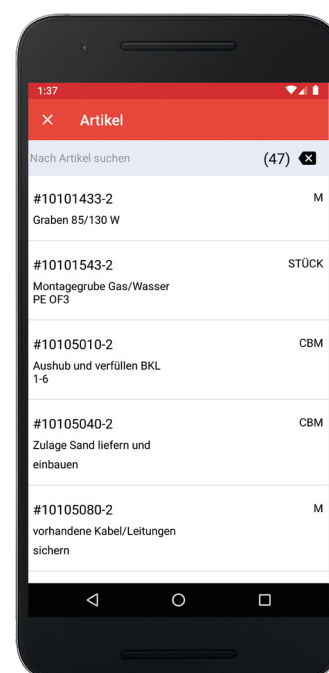 1:37
Artikel
Nach Artikel suchen (47)
#10101433-2 M
Graben 85/130 W
#10101543-2 STÜCK
Montagegrube Gas/Wasser
PE OF3
#10105010-2 CBM
Aushub und verfüllen BKL
1-6
#10105040-2 CBM
Zulage Sand liefern und
einbauen
#10105080-2 M
vorhandene Kabel/Leitungen
sichern